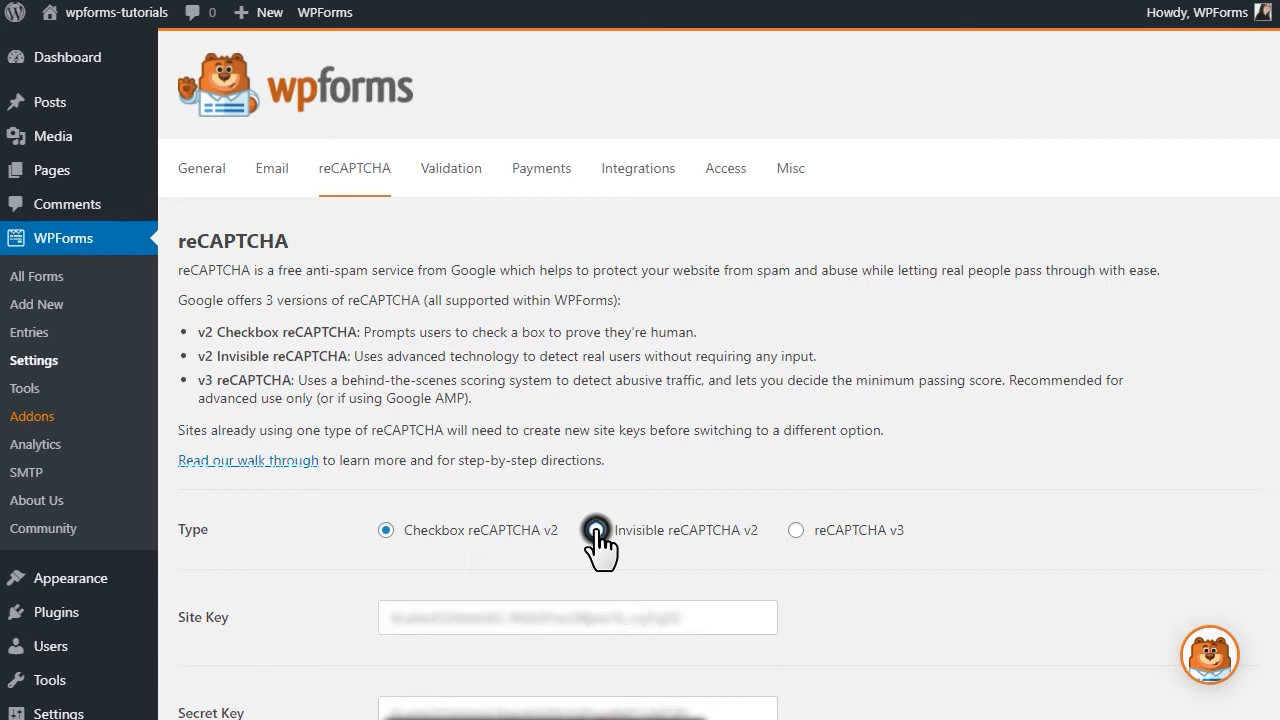 wpforms-tutorials 0 New WPForms Howdy, WPForms
Dashboard
Posts
Media
Pages
Comments
WPForms
All Forms
Add New
Entries
Settings
Tools
Addons
Analytics
SMTP
About Us
Community
Appearance
Plugins
Users
Tools
Settings
wpforms
General Email reCAPTCHA Validation Payments Integrations Access Misc
reCAPTCHA
reCAPTCHA is a free anti-spam service from Google which helps to protect your website from spam and abuse while letting real people pass through with ease.
Google offers 3 versions of reCAPTCHA (all supported within WPForms):
• v2 Checkbox reCAPTCHA: Prompts users to check a box to prove they're human.
• v2 Invisible reCAPTCHA: Uses advanced technology to detect real users without requiring any input.
• v3 reCAPTCHA: Uses a behind-the-scenes scoring system to detect abusive traffic, and lets you decide the minimum passing score. Recommended for
advanced use only (or if using Google AMP).
Sites already using one type of reCAPTCHA will need to create new site keys before switching to a different option.
Read our walk through to learn more and for step-by-step directions.
Type Checkbox reCAPTCHA v2 Invisible reCAPTCHA v2 reCAPTCHA v3
Site Key
Secret Key